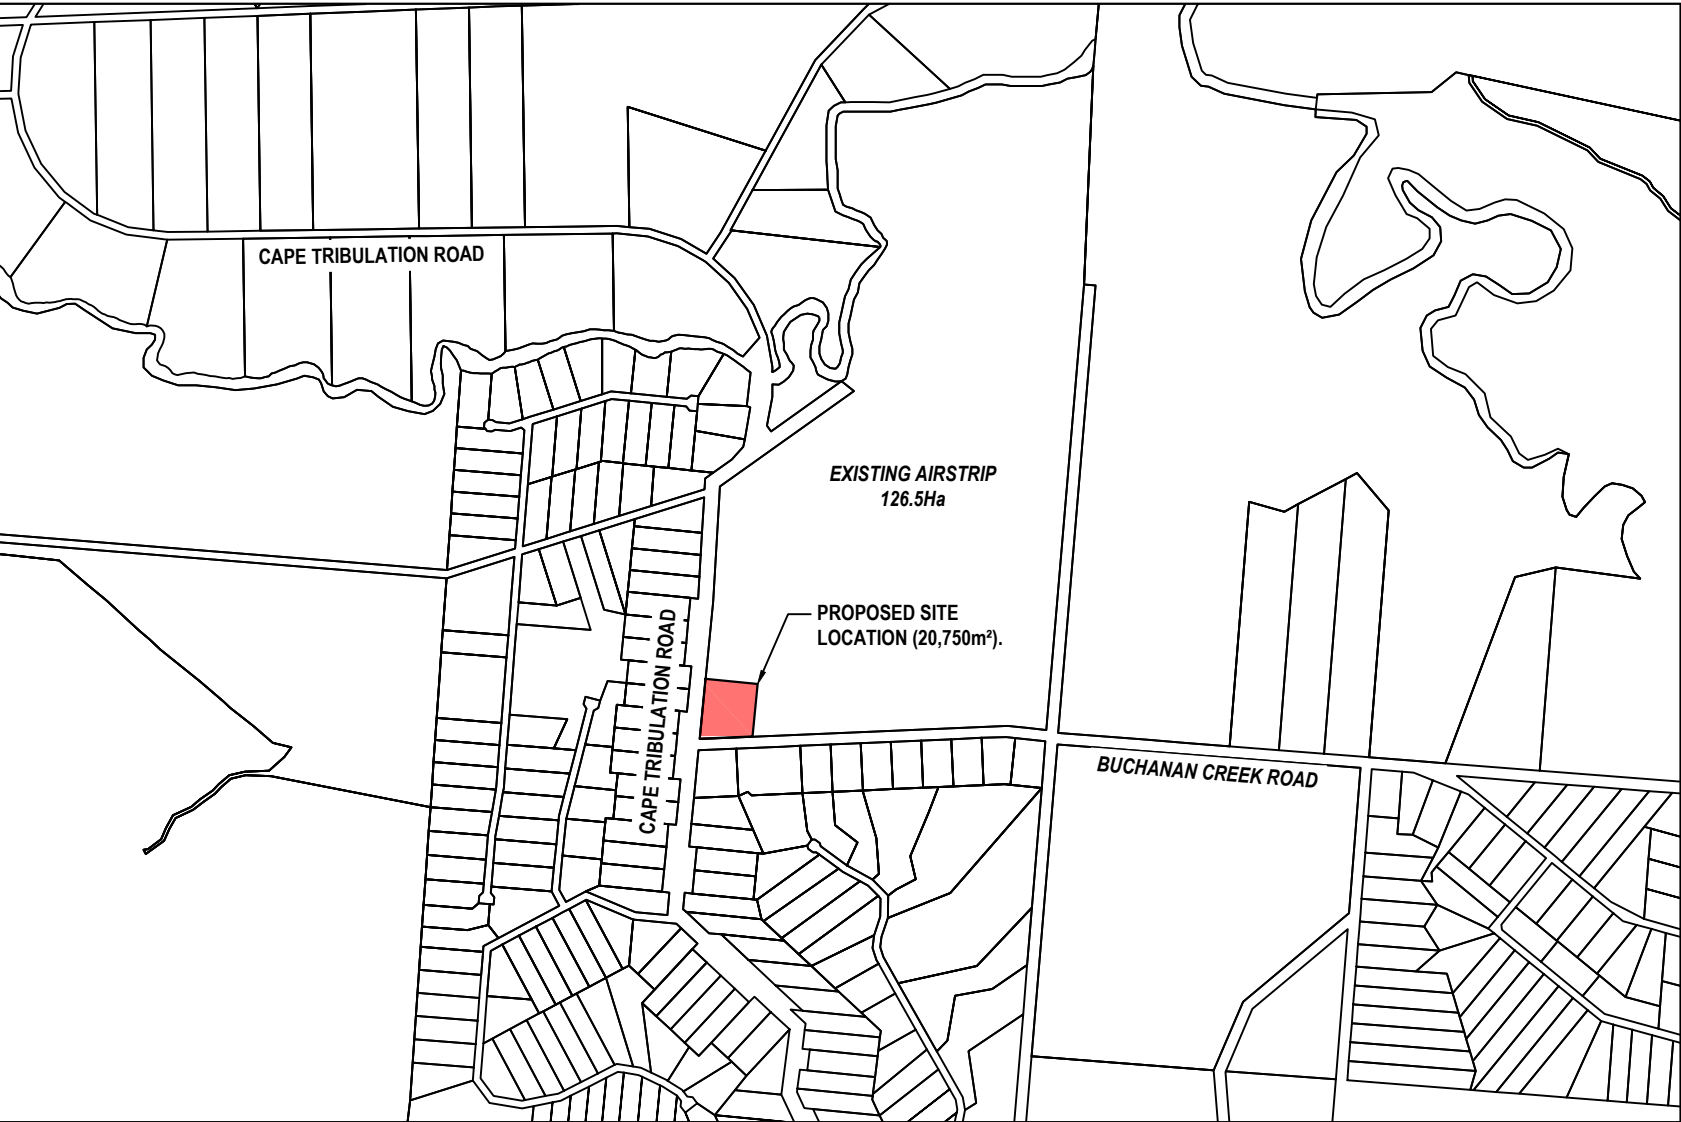 CAPE TRIBULATION ROAD
EXISTING AIRSTRIP
126.5Ha
PROPOSED SITE
LOCATION (20,750m²).
CAPE TRIBULATION ROAD
BUCHANAN CREEK ROAD